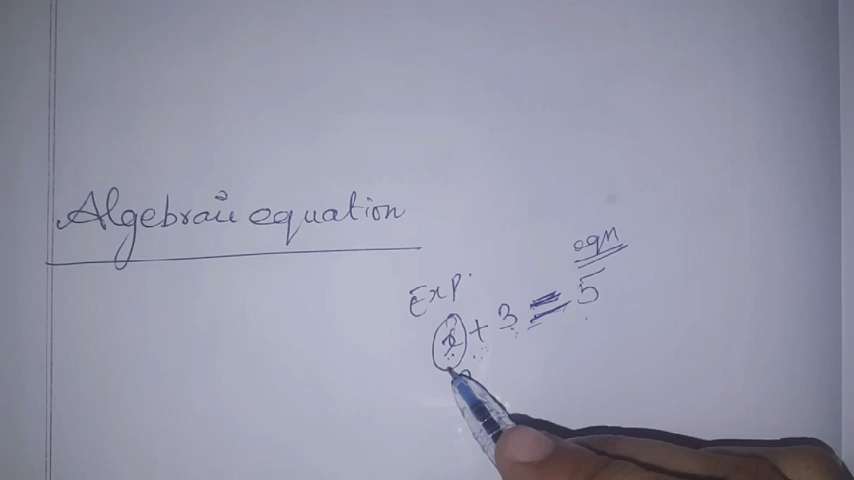 Algebraic equation
eqn
Exp.
+ 3 = 5